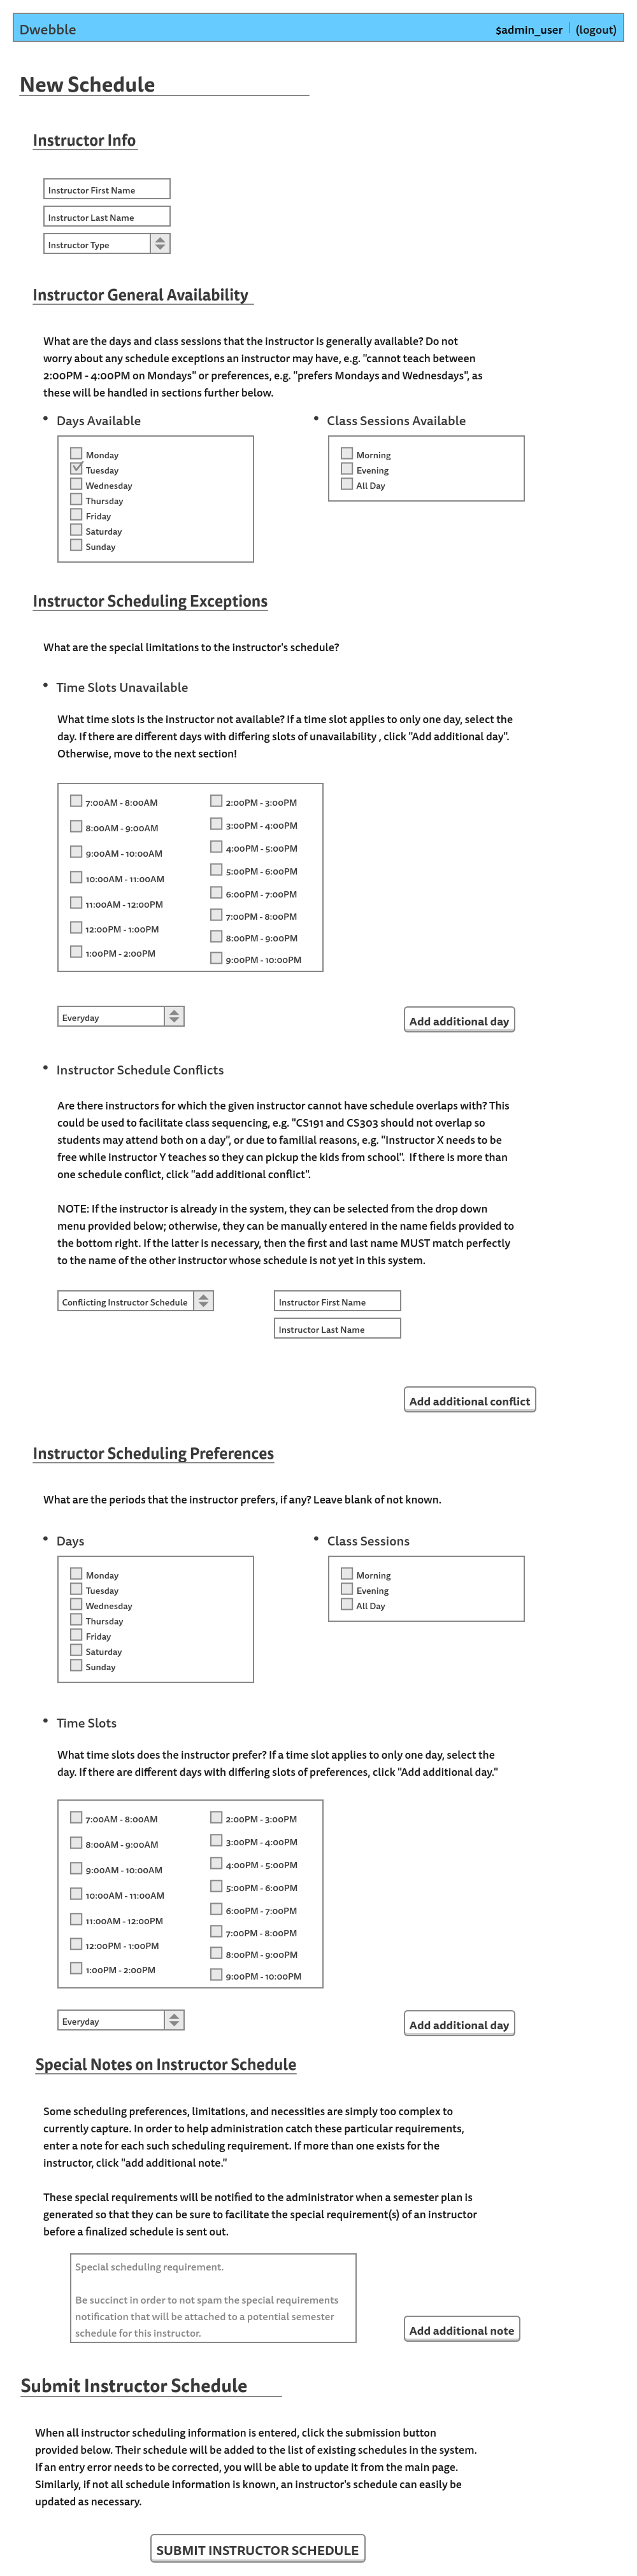 Dwebble
$admin_user
(logout)
New Schedule
Instructor Info
Instructor First Name
Instructor Last Name
Instructor Type
Instructor General Availability
What are the days and class sessions that the instructor is generally available? Do not
worry about any schedule exceptions an instructor may have, e.g. "cannot teach between
2:00PM - 4:00PM on Mondays" or preferences, e.g. "prefers Mondays and Wednesdays", as
these will be handled in sections further below.
• Days Available
Monday
Tuesday
Wednesday
Thursday
Friday
Saturday
Sunday
• Class Sessions Available
Morning
Evening
All Day
Instructor Scheduling Exceptions
What are the special limitations to the instructor's schedule?
• Time Slots Unavailable
What time slots is the instructor not available? If a time slot applies to only one day, select the
day. If there are different days with differing slots of unavailability , click "Add additional day".
Otherwise, move to the next section!
7:00AM - 8:00AM
8:00AM - 9:00AM
9:00AM - 10:00AM
10:00AM - 11:00AM
11:00AM - 12:00PM
12:00PM - 1:00PM
1:00PM - 2:00PM
2:00PM - 3:00PM
3:00PM - 4:00PM
4:00PM - 5:00PM
5:00PM - 6:00PM
6:00PM - 7:00PM
7:00PM - 8:00PM
8:00PM - 9:00PM
9:00PM - 10:00PM
Everyday
Add additional day
• Instructor Schedule Conflicts
Are there instructors for which the given instructor cannot have schedule overlaps with? This
could be used to facilitate class sequencing, e.g. "CS191 and CS303 should not overlap so
students may attend both on a day", or due to familial reasons, e.g. "Instructor X needs to be
free while instructor Y teaches so they can pickup the kids from school". If there is more than
one schedule conflict, click "add additional conflict".
NOTE: If the instructor is already in the system, they can be selected from the drop down
menu provided below; otherwise, they can be manually entered in the name fields provided to
the bottom right. If the latter is necessary, then the first and last name MUST match perfectly
to the name of the other instructor whose schedule is not yet in this system.
Conflicting Instructor Schedule
Instructor First Name
Instructor Last Name
Add additional conflict
Instructor Scheduling Preferences
What are the periods that the instructor prefers, if any? Leave blank of not known.
• Days
Monday
Tuesday
Wednesday
Thursday
Friday
Saturday
Sunday
• Class Sessions
Morning
Evening
All Day
• Time Slots
What time slots does the instructor prefer? If a time slot applies to only one day, select the
day. If there are different days with differing slots of preferences, click "Add additional day."
7:00AM - 8:00AM
8:00AM - 9:00AM
9:00AM - 10:00AM
10:00AM - 11:00AM
11:00AM - 12:00PM
12:00PM - 1:00PM
1:00PM - 2:00PM
2:00PM - 3:00PM
3:00PM - 4:00PM
4:00PM - 5:00PM
5:00PM - 6:00PM
6:00PM - 7:00PM
7:00PM - 8:00PM
8:00PM - 9:00PM
9:00PM - 10:00PM
Everyday
Add additional day
Special Notes on Instructor Schedule
Some scheduling preferences, limitations, and necessities are simply too complex to
currently capture. In order to help administration catch these particular requirements,
enter a note for each such scheduling requirement. If more than one exists for the
instructor, click "add additional note."
These special requirements will be notified to the administrator when a semester plan is
generated so that they can be sure to facilitate the special requirement(s) of an instructor
before a finalized schedule is sent out.
Special scheduling requirement.
Be succinct in order to not spam the special requirements
notification that will be attached to a potential semester
schedule for this instructor.
Add additional note
Submit Instructor Schedule
When all instructor scheduling information is entered, click the submission button
provided below. Their schedule will be added to the list of existing schedules in the system.
If an entry error needs to be corrected, you will be able to update it from the main page.
Similarly, if not all schedule information is known, an instructor's schedule can easily be
updated as necessary.
SUBMIT INSTRUCTOR SCHEDULE